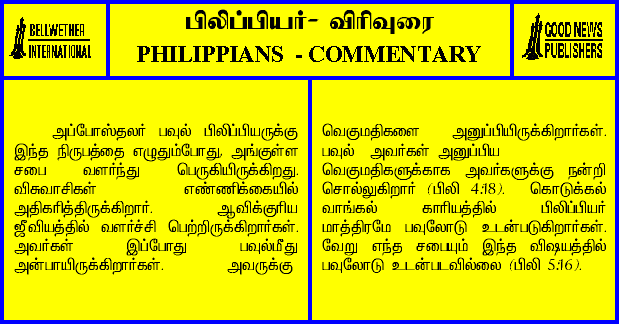 BELLWETHER
INTERNATIONAL
பிலிப்பியர்- விரிவுரை
PHILIPPIANS - COMMENTARY
GOOD NEWS
PUBLISHERS
அப்போஸ்தலர் பவுல் பிலிப்பியருக்கு
இந்த நிருபத்தை எழுதும்போது, அங்குள்ள
சபை வளர்ந்து பெருகியிருக்கிறது.
விசுவாசிகள் எண்ணிக்கையில்
அதிகரித்திருக்கிறார். ஆவிக்குரிய
ஜீவியத்தில் வளர்ச்சி பெற்றிருக்கிறார்கள்.
அவர்கள் இப்போது பவுல்மீது
அன்பாயிருக்கிறார்கள். அவருக்கு
வெகுமதிகளை அனுப்பியிருக்கிறார்கள்.
பவுல் அவர்கள் அனுப்பிய
வெகுமதிகளுக்காக அவர்களுக்கு நன்றி
சொல்லுகிறார் (பிலி 4:18). கொடுக்கல்
வாங்கல் காரியத்தில் பிலிப்பியர்
மாத்திரமே பவுலோடு உடன்படுகிறார்கள்.
வேறு எந்த சபையும் இந்த விஷயத்தில்
பவுலோடு உடன்படவில்லை (பிலி 5:16).